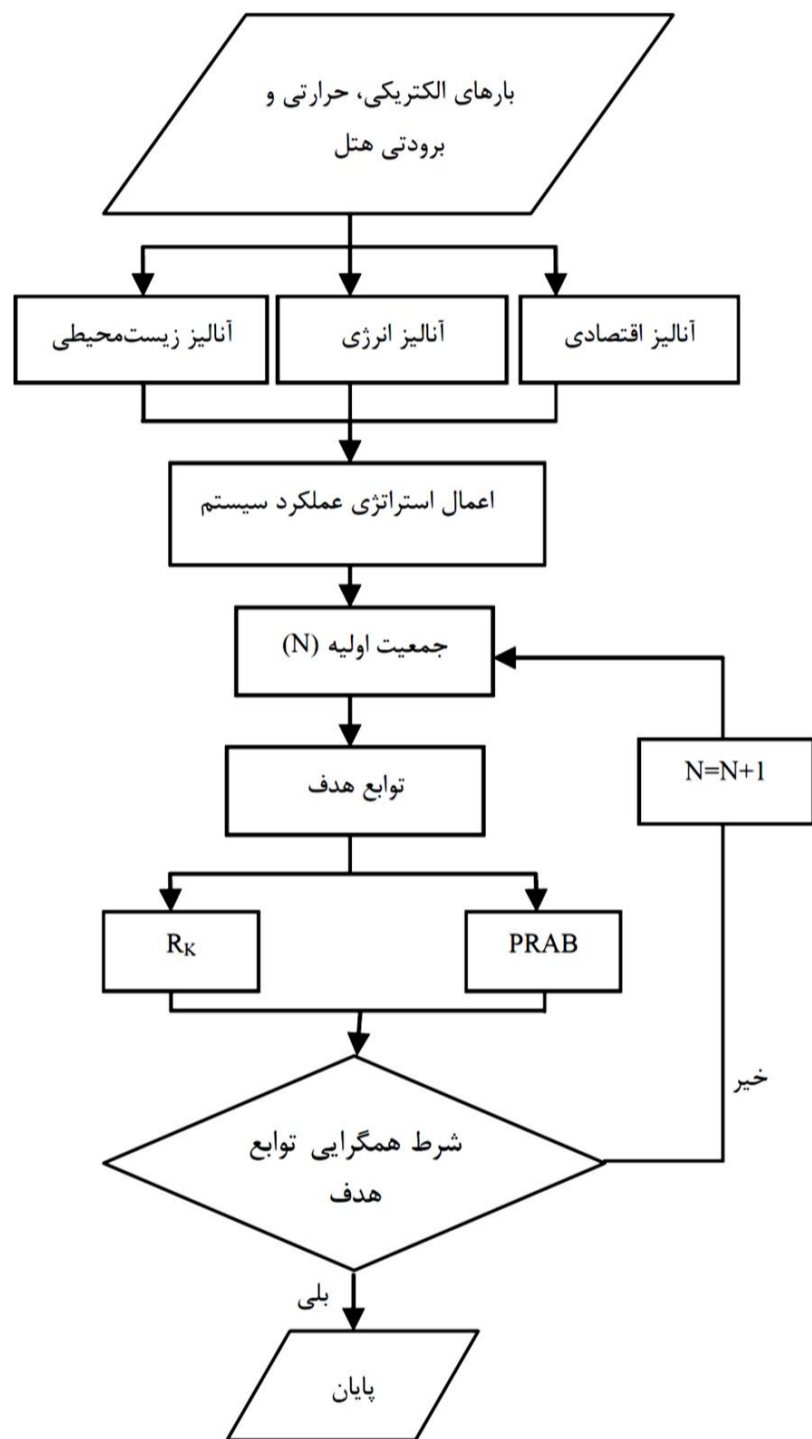 بارهای الکتریکی، حرارتی و
برودتی هتل
آنالیز اقتصادی
آنالیز انرژی
آنالیز زیست‌محیطی
اعمال استراتژی عملکرد سیستم
جمعیت اولیه (N)
N=N+1
توابع هدف
PRAB
R_K
شرط همگرایی توابع
هدف
خیر
بلی
پایان